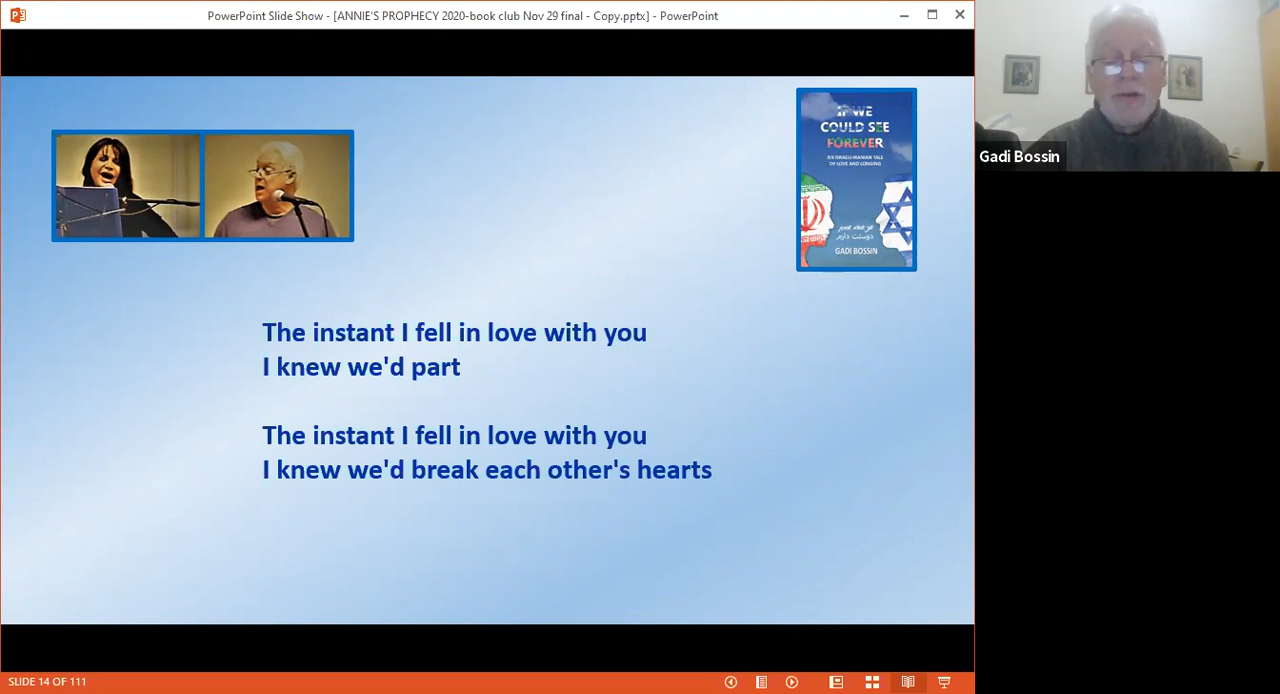 PowerPoint Slide Show - [ANNIE'S PROPHECY 2020-book club Nov 29 final - Copy.pptx] - PowerPoint
IF WE
COULD SEE
FOREVER
AN ISRAELI-IRANIAN TALE
OF LOVE AND LONGING
دوستت دارم
GADI BOSSIN
Gadi Bossin
The instant I fell in love with you
I knew we'd part
The instant I fell in love with you
I knew we'd break each other's hearts
SLIDE 14 OF 111